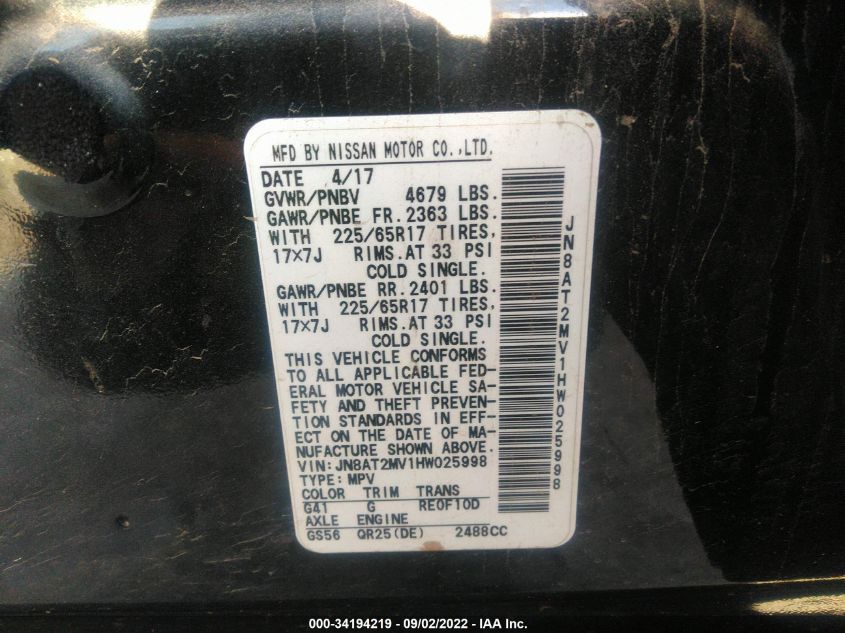 MFD BY NISSAN MOTOR CO.,LTD.
DATE 4/17
GVWR/PNBV 4679 LBS.
GAWR/PNBE FR. 2363 LBS.
WITH 225/65R17 TIRES,
17X7J RIMS.AT 33 PSI
COLD SINGLE.
GAWR/PNBE RR. 2401 LBS.
WITH 225/65R17 TIRES,
17X7J RIMS.AT 33 PSI
COLD SINGLE.
THIS VEHICLE CONFORMS
TO ALL APPLICABLE FED-
ERAL MOTOR VEHICLE SA-
FETY AND THEFT PREVEN-
TION STANDARDS IN EFF-
ECT ON THE DATE OF MA-
NUFACTURE SHOWN ABOVE.
VIN:JN8AT2MV1HW025998
TYPE:MPV
COLOR TRIM TRANS
G41 G RE0F10D
AXLE ENGINE
GS56 QR25(DE) 2488CC
JN8AT2MV1HW025998
000-34194219 - 09/02/2022 - IAA Inc.